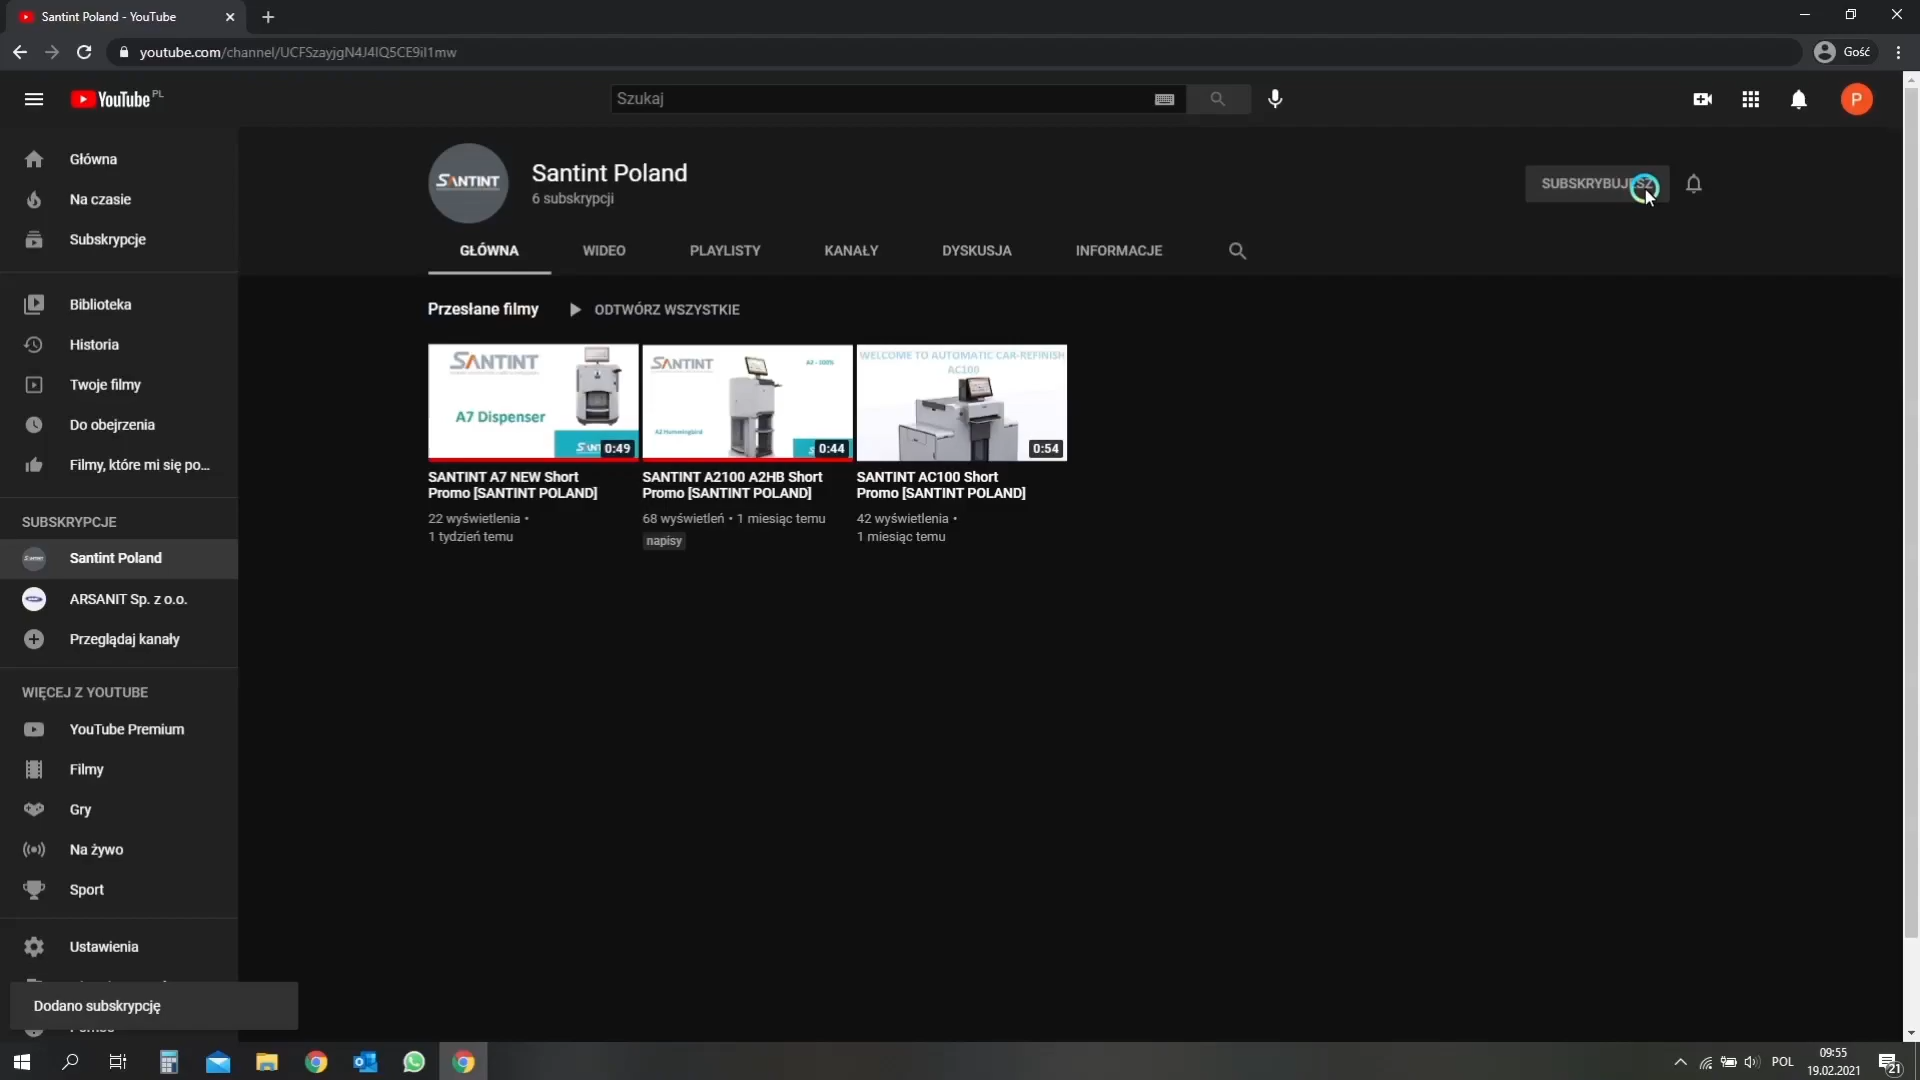 Santint Poland - YouTube
youtube.com/channel/UCFSzayjgN4J4lQ5CE9iI1mw
Gość
YouTube PL
Szukaj
P
Główna
Na czasie
Subskrypcje
Biblioteka
Historia
Twoje filmy
Do obejrzenia
Filmy, które mi się po...
SUBSKRYPCJE
Santint Poland
ARSANIT Sp. z o.o.
Przeglądaj kanały
WIĘCEJ Z YOUTUBE
YouTube Premium
Filmy
Gry
Na żywo
Sport
Ustawienia
Dodano subskrypcję
SANTINT
Santint Poland
6 subskrypcji
SUBSKRYBUJESZ
GŁÓWNA
WIDEO
PLAYLISTY
KANAŁY
DYSKUSJA
INFORMACJE
Przesłane filmy
ODTWÓRZ WSZYSTKIE
SANTINT
A7 Dispenser
0:49
SANTINT A7 NEW Short
Promo [SANTINT POLAND]
22 wyświetlenia •
1 tydzień temu
SANTINT
A2 - 100%
A2 Hummingbird
0:44
SANTINT A2100 A2HB Short
Promo [SANTINT POLAND]
68 wyświetleń • 1 miesiąc temu
napisy
WELCOME TO AUTOMATIC CAR-REFINISH
AC100
0:54
SANTINT AC100 Short
Promo [SANTINT POLAND]
42 wyświetlenia •
1 miesiąc temu
POL
09:55
19.02.2021
21